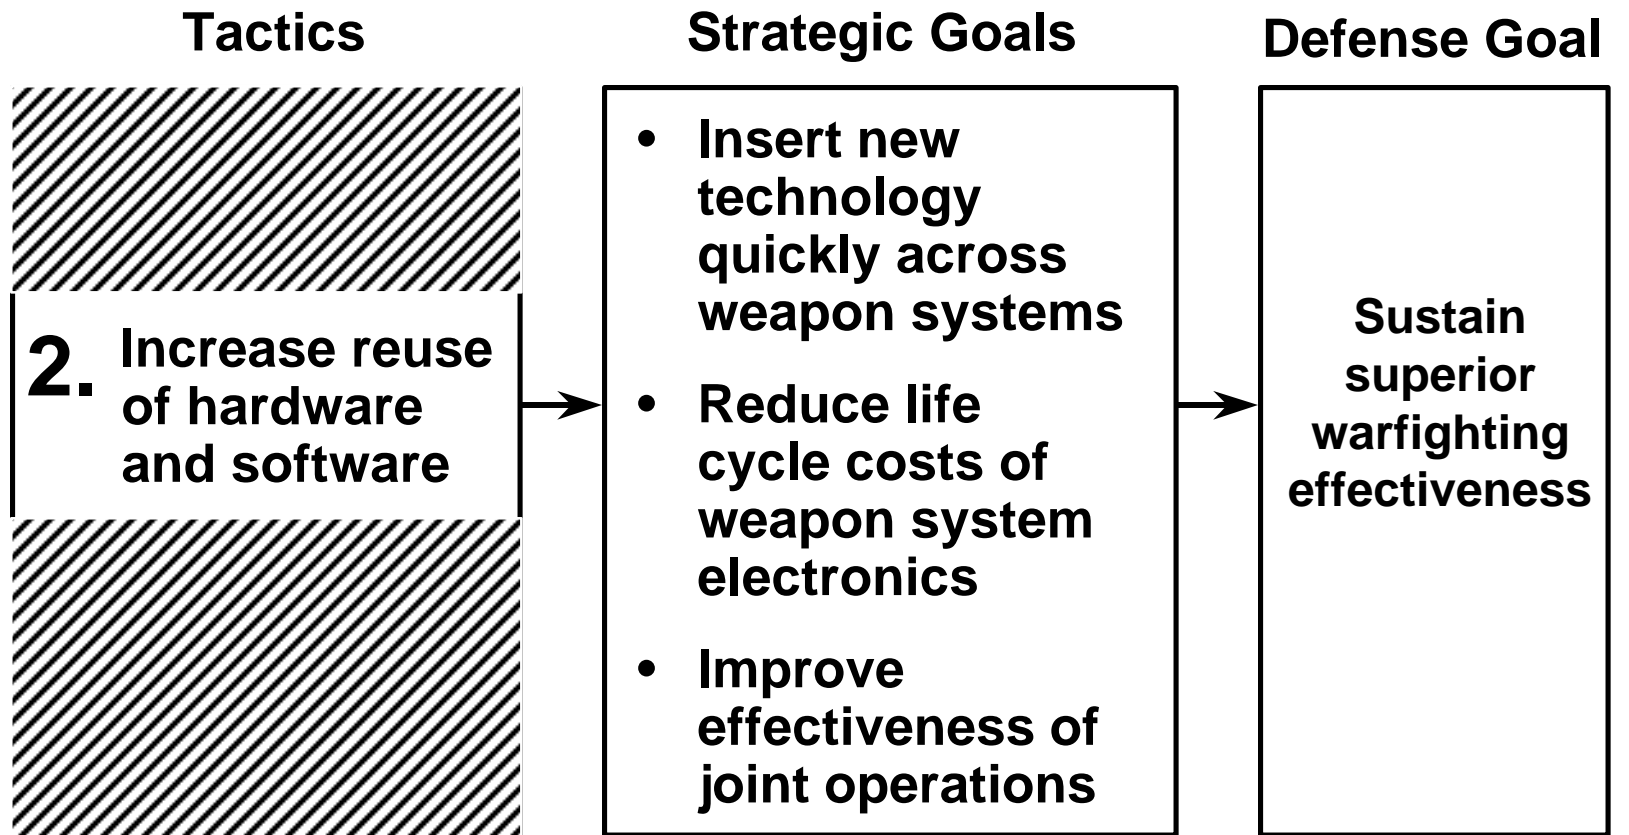 Tactics
Strategic Goals
Defense Goal
2. Increase reuse
of hardware
and software
• Insert new
technology
quickly across
weapon systems
• Reduce life
cycle costs of
weapon system
electronics
• Improve
effectiveness of
joint operations
Sustain
superior
warfighting
effectiveness